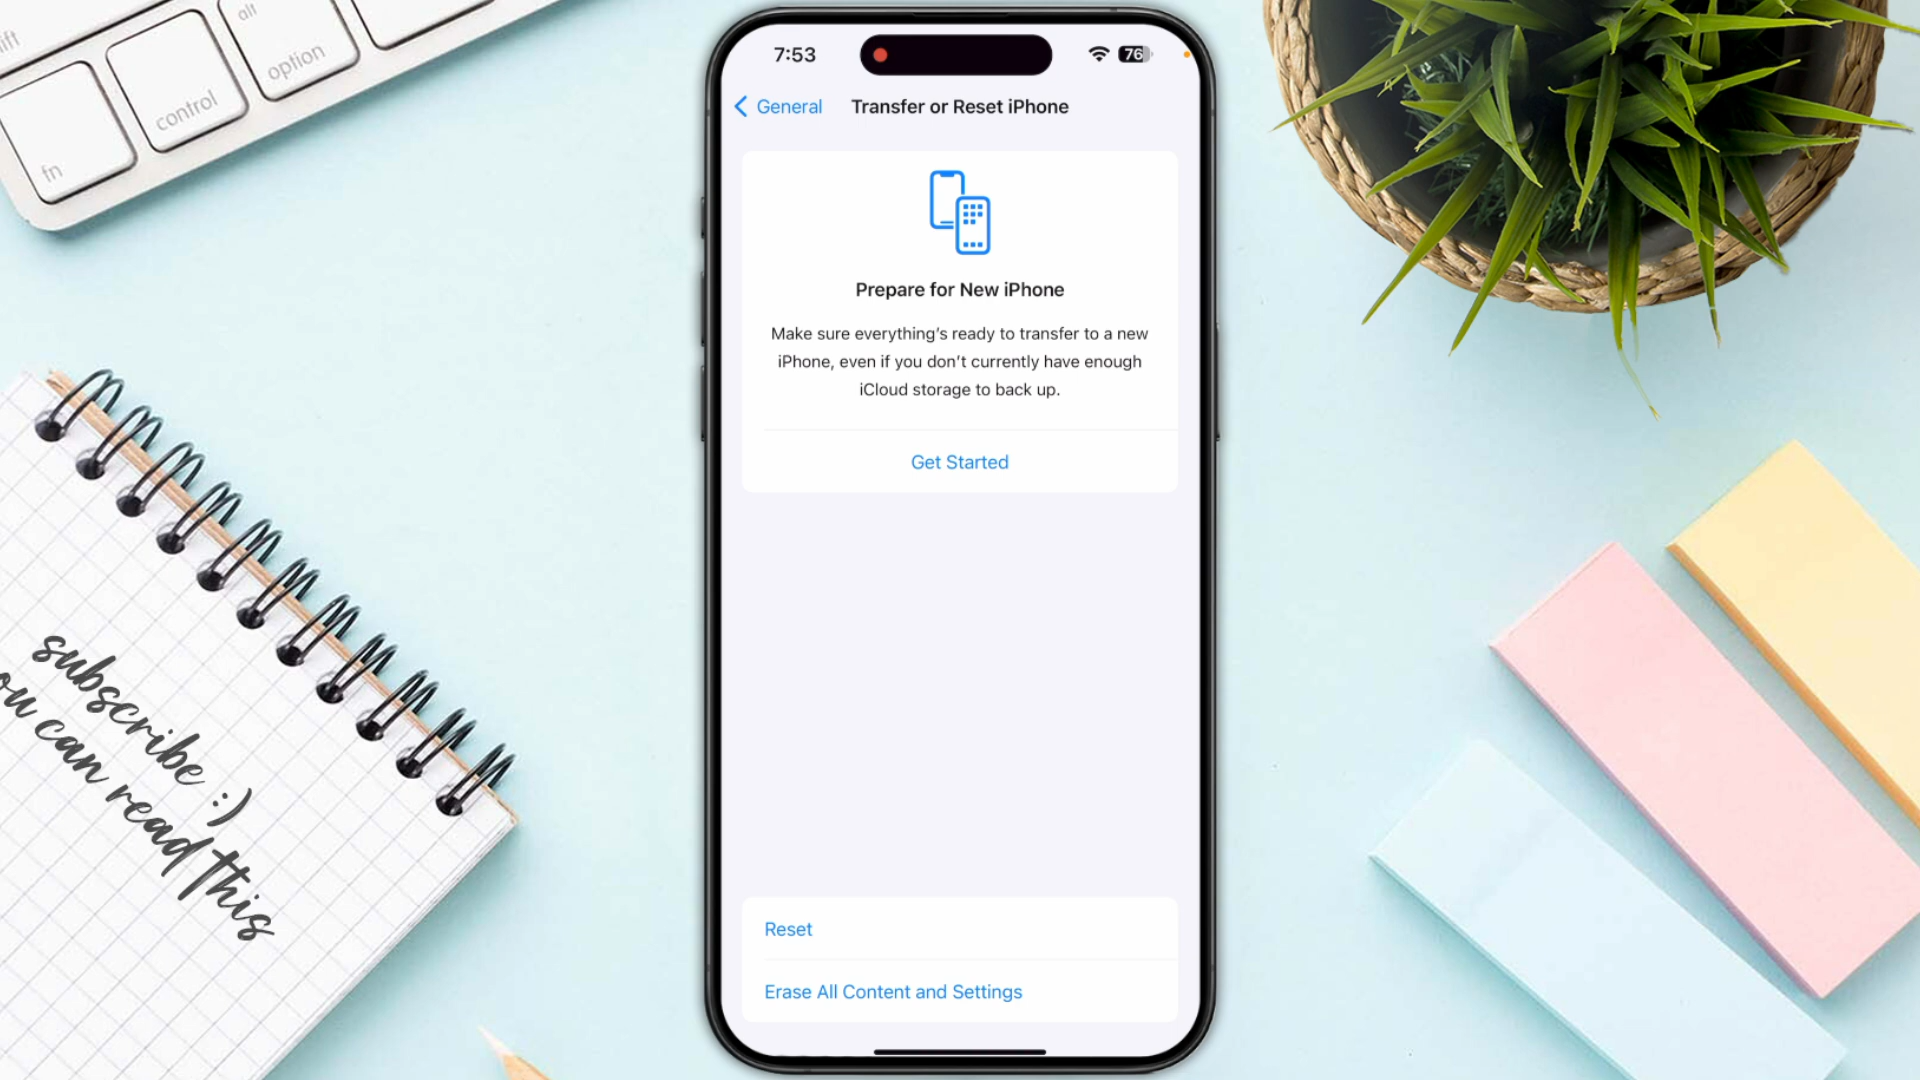 alt
option
control
fn
7:53
76
General
Transfer or Reset iPhone
Prepare for New iPhone
Make sure everything’s ready to transfer to a new
iPhone, even if you don’t currently have enough
iCloud storage to back up.
Get Started
Reset
Erase All Content and Settings
subscribe :)
can read this